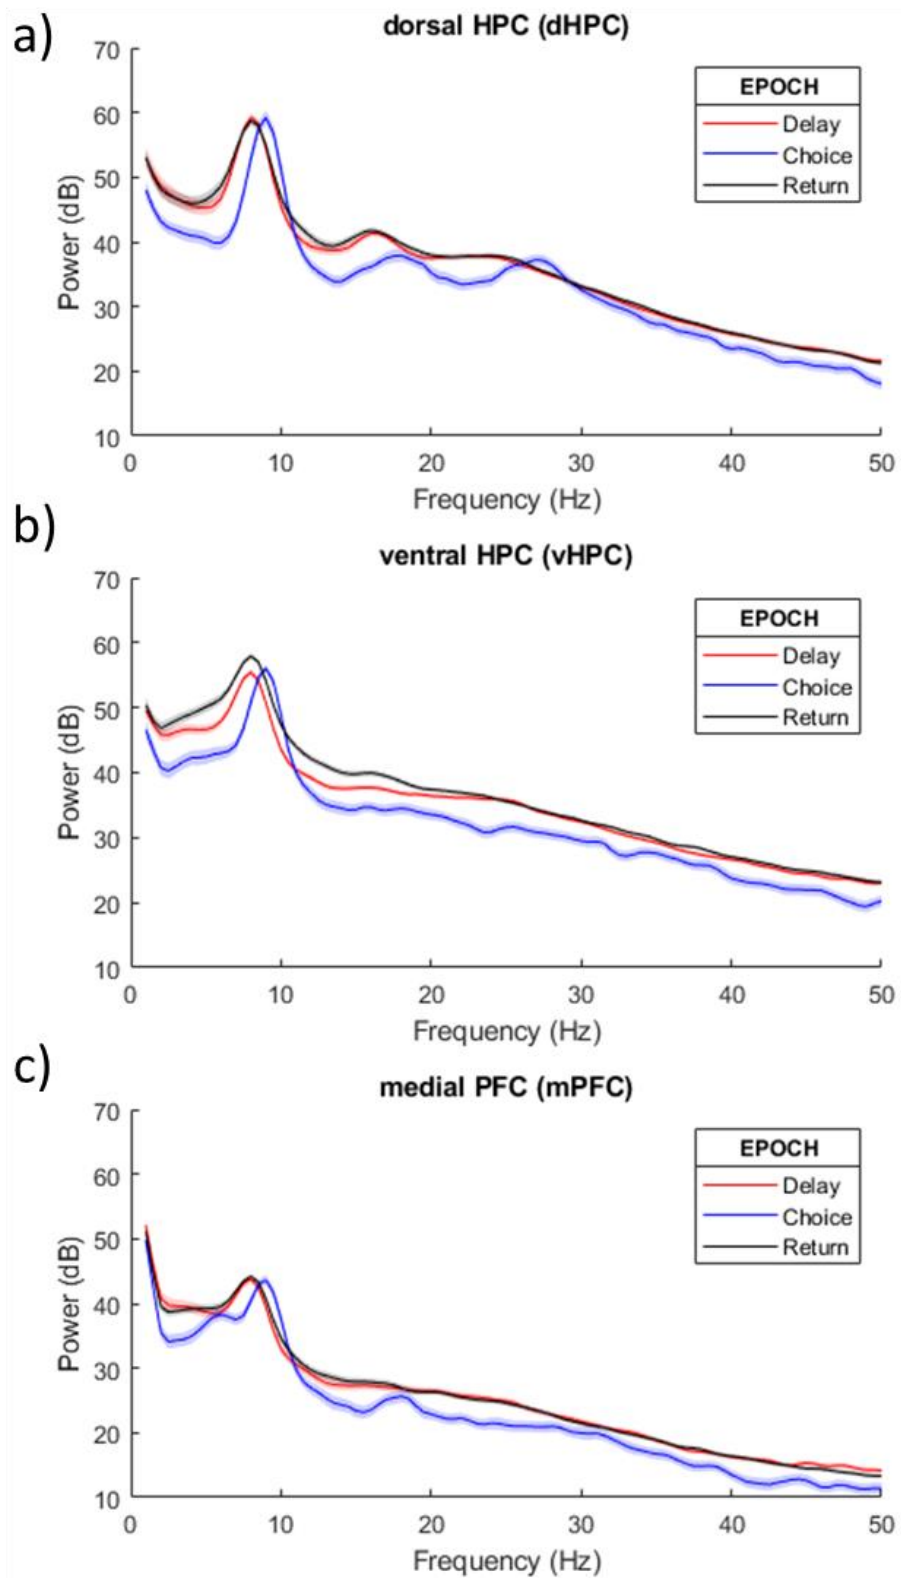 a)
dorsal HPC (dHPC)
70
60
50
40
30
20
10
Power (dB)
EPOCH
Delay
Choice
Return
0 10 20 30 40 50
Frequency (Hz)
b)
ventral HPC (vHPC)
70
60
50
40
30
20
10
Power (dB)
EPOCH
Delay
Choice
Return
0 10 20 30 40 50
Frequency (Hz)
c)
medial PFC (mPFC)
70
60
50
40
30
20
10
Power (dB)
EPOCH
Delay
Choice
Return
0 10 20 30 40 50
Frequency (Hz)